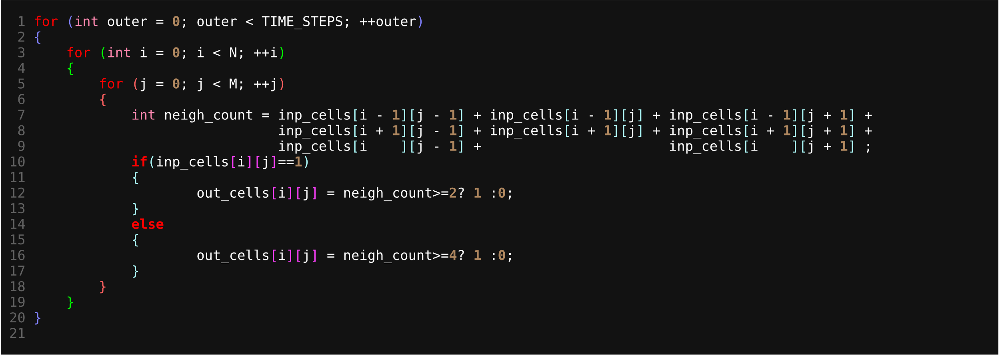 1 for (int outer = 0; outer < TIME_STEPS; ++outer)
2 {
3     for (int i = 0; i < N; ++i)
4     {
5         for (j = 0; j < M; ++j)
6         {
7             int neigh_count = inp_cells[i - 1][j - 1] + inp_cells[i - 1][j] + inp_cells[i - 1][j + 1] +
8                               inp_cells[i + 1][j - 1] + inp_cells[i + 1][j] + inp_cells[i + 1][j + 1] +
9                               inp_cells[i    ][j - 1] +                       inp_cells[i    ][j + 1] ;
10            if(inp_cells[i][j]==1)
11            {
12                    out_cells[i][j] = neigh_count>=2? 1 :0;
13            }
14            else
15            {
16                    out_cells[i][j] = neigh_count>=4? 1 :0;
17            }
18        }
19    }
20 }
21